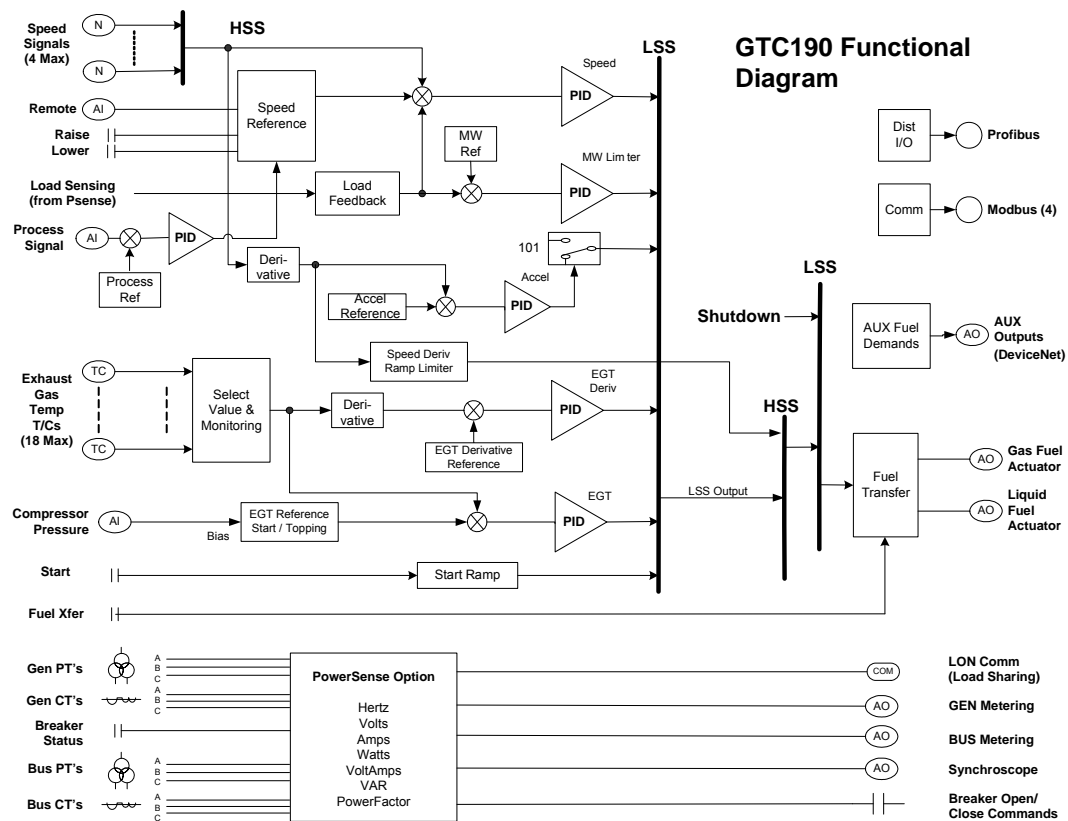 GTC190 Functional
Diagram
Speed
Signals
(4 Max)
N
N
HSS
LSS
Remote
AI
Raise
Lower
Speed
Reference
PID
Speed
MW
Ref
Load Sensing
(from Psense)
Load
Feedback
PID
MW Lim ter
Process
Signal
AI
PID
Process
Ref
Deri-
vative
101
Accel
Accel
Reference
PID
Speed Deriv
Ramp Limiter
Exhaust
Gas
Temp
T/Cs
(18 Max)
TC
TC
Select
Value &
Monitoring
Deri-
vative
EGT
Deriv
PID
EGT Derivative
Reference
Compressor
Pressure
AI
Bias
EGT Reference
Start / Topping
EGT
PID
LSS Output
Start
Start Ramp
Fuel Xfer
Dist
I/O
Profibus
Comm
Modbus (4)
LSS
Shutdown
AUX Fuel
Demands
AO
AUX
Outputs
(DeviceNet)
HSS
Fuel
Transfer
AO
Gas Fuel
Actuator
AO
Liquid
Fuel
Actuator
Gen PT's
A
B
C
Gen CT's
A
B
C
Breaker
Status
Bus PT's
A
B
C
Bus CT's
A
B
C
PowerSense Option
Hertz
Volts
Amps
Watts
VoltAmps
VAR
PowerFactor
COM
LON Comm
(Load Sharing)
AO
GEN Metering
AO
BUS Metering
AO
Synchroscope
Breaker Open/
Close Commands